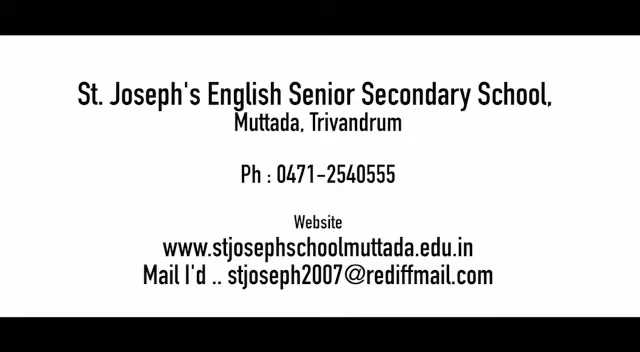 St. Joseph's English Senior Secondary School,
Muttada, Trivandrum
Ph : 0471-2540555
Website
www.stjosephschoolmuttada.edu.in
Mail I'd .. stjoseph2007@rediffmail.com